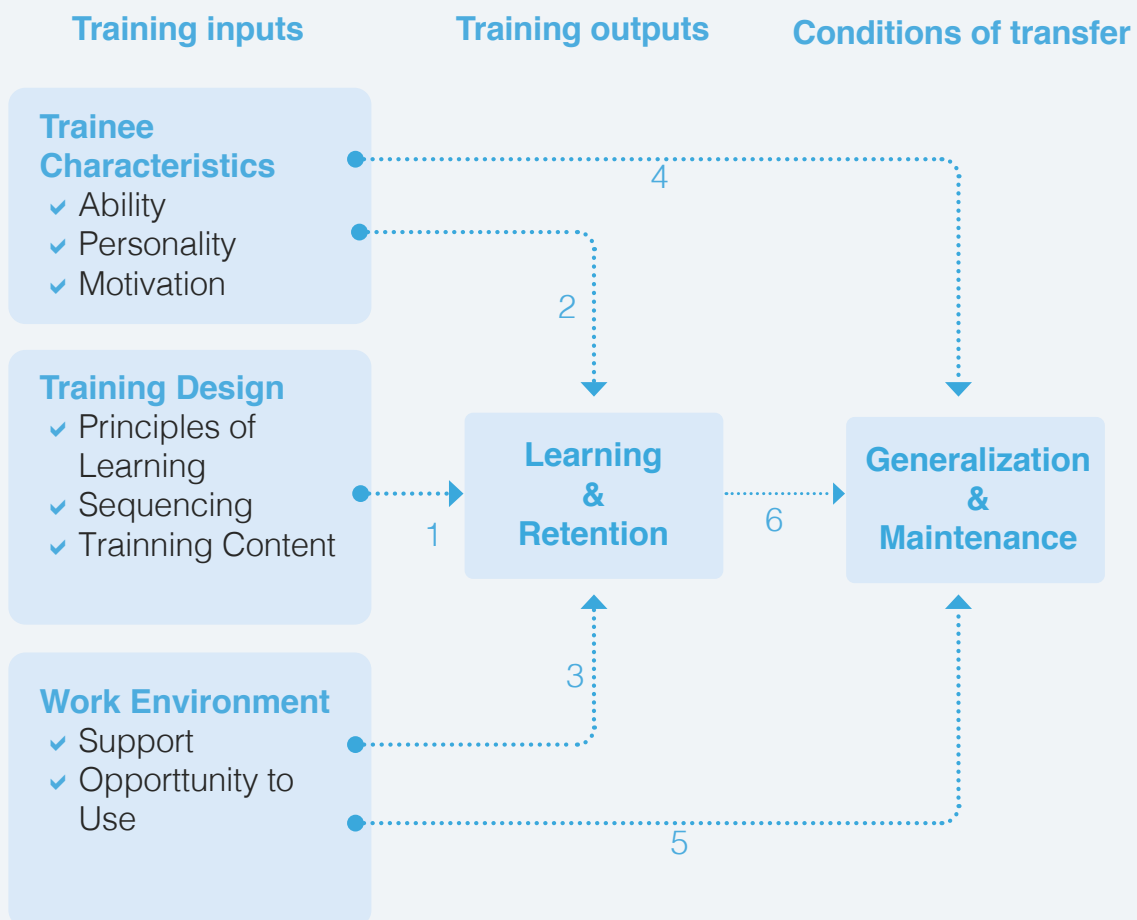 Training inputs
Training outputs
Conditions of transfer
Trainee
Characteristics
Ability
Personality
Motivation
4
2
Training Design
Principles of
Learning
Sequencing
Trainning Content
1
Learning
&
Retention
6
Generalization
&
Maintenance
3
Work Environment
Support
Opporttunity to
Use
5